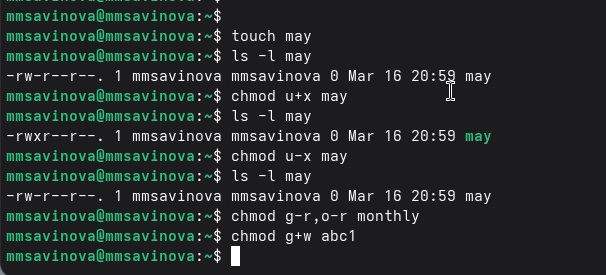 mmsavinova@mmsavinova:~$
mmsavinova@mmsavinova:~$ touch may
mmsavinova@mmsavinova:~$ ls -l may
-rw-r--r--. 1 mmsavinova mmsavinova 0 Mar 16 20:59 may
mmsavinova@mmsavinova:~$ chmod u+x may
mmsavinova@mmsavinova:~$ ls -l may
-rwxr--r--. 1 mmsavinova mmsavinova 0 Mar 16 20:59 may
mmsavinova@mmsavinova:~$ chmod u-x may
mmsavinova@mmsavinova:~$ ls -l may
-rw-r--r--. 1 mmsavinova mmsavinova 0 Mar 16 20:59 may
mmsavinova@mmsavinova:~$ chmod g-r,o-r monthly
mmsavinova@mmsavinova:~$ chmod g+w abc1
mmsavinova@mmsavinova:~$